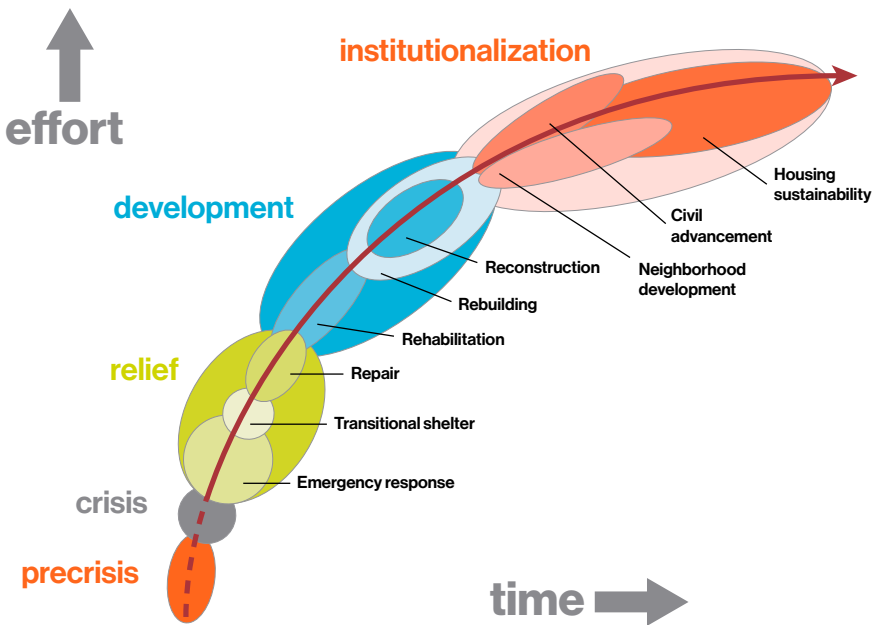 institutionalization
effort
Housing
sustainability
development
Civil
advancement
Reconstruction
Neighborhood
development
Rebuilding
Rehabilitation
relief
Repair
Transitional shelter
Emergency response
crisis
precrisis
time